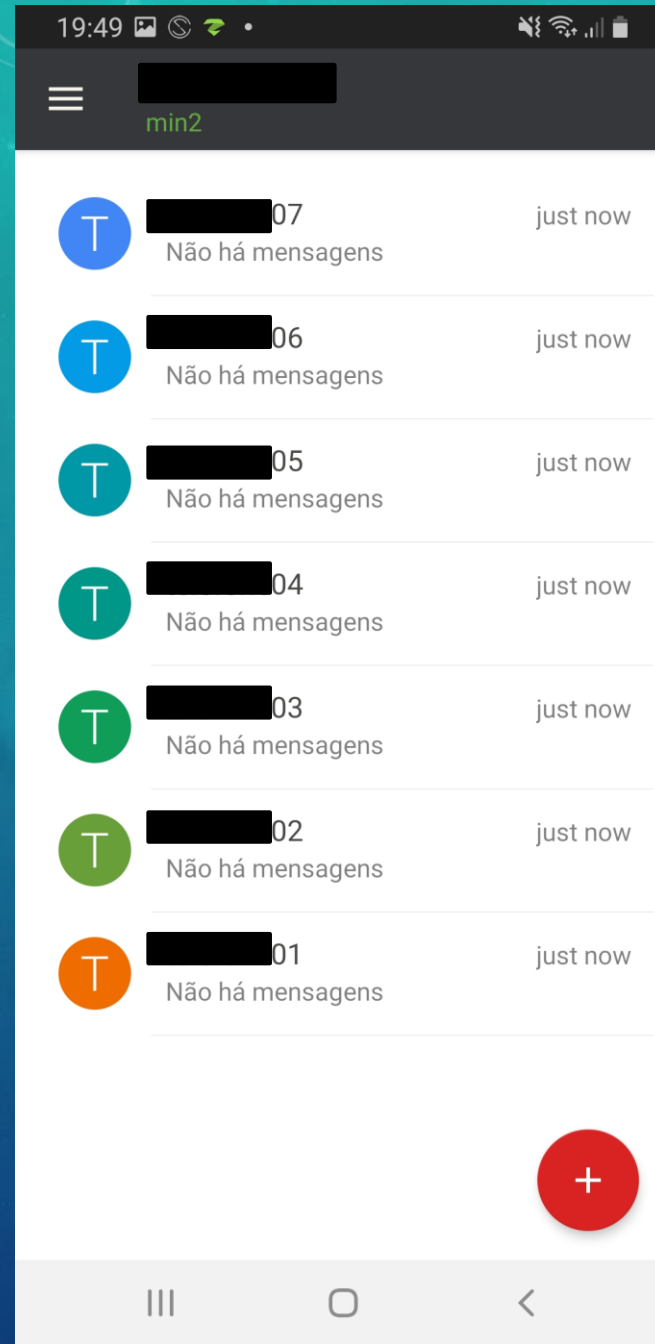 19:49
min2
07 just now
Não há mensagens
06 just now
Não há mensagens
05 just now
Não há mensagens
04 just now
Não há mensagens
03 just now
Não há mensagens
02 just now
Não há mensagens
01 just now
Não há mensagens
T
T
T
T
T
T
T
+